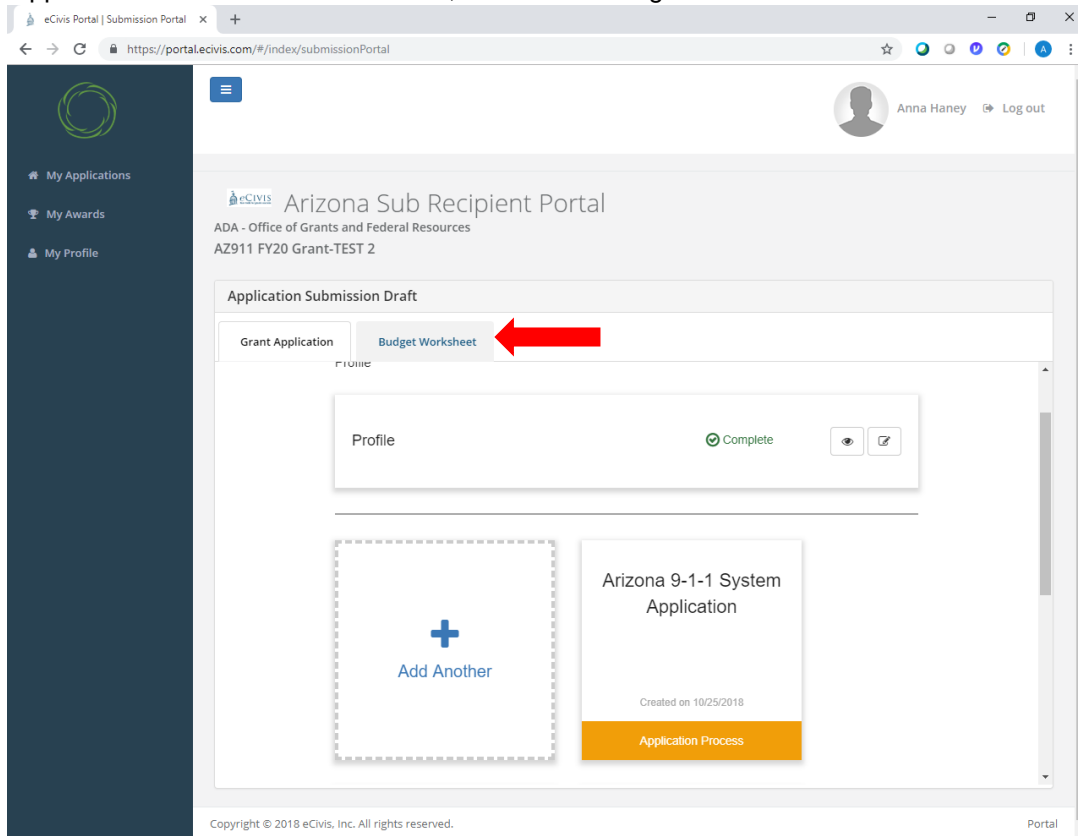 eCivis Portal | Submission Portal
https://portal.ecivis.com/#/index/submissionPortal
A
Anna Haney Log out
My Applications
My Awards
My Profile
eCIVIS Arizona Sub Recipient Portal
ADA - Office of Grants and Federal Resources
AZ911 FY20 Grant-TEST 2
Application Submission Draft
Grant Application Budget Worksheet
Profile
Profile Complete
Arizona 9-1-1 System
Application
Add Another
Created on 10/25/2018
Application Process
Copyright © 2018 eCivis, Inc. All rights reserved. Portal